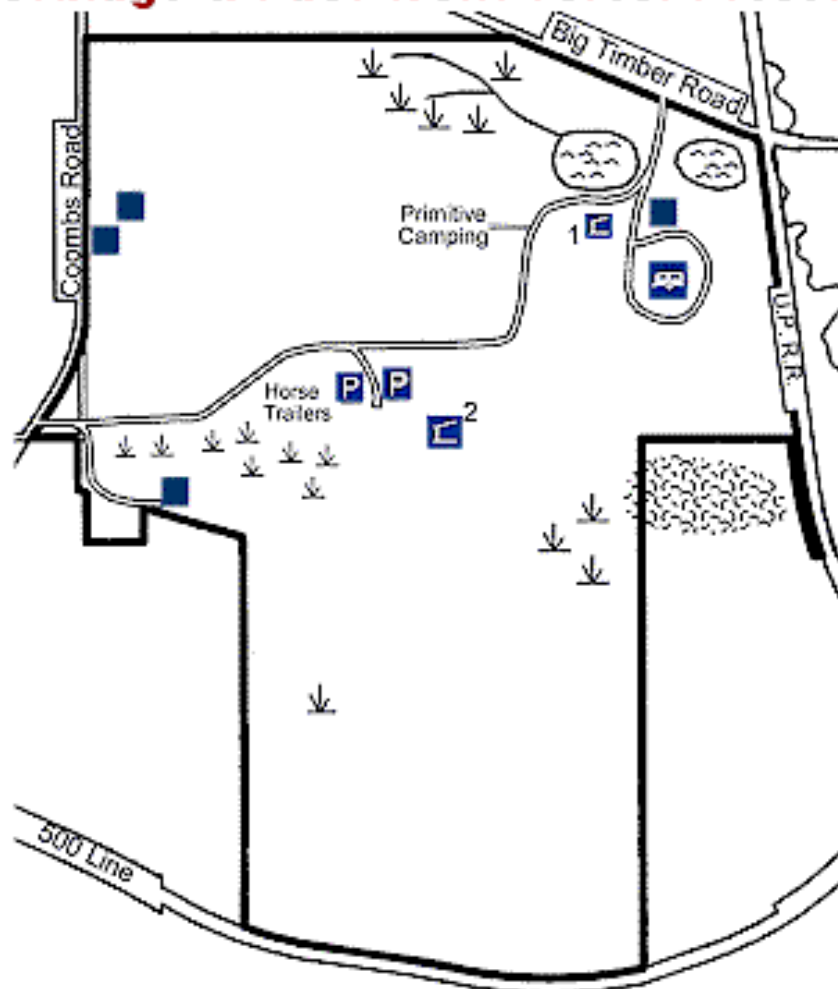 Big Timber Road
Coombs Road
Primitive
Camping
1
U.P. R.R.
P
P
Horse
Trailers
2
500 Line